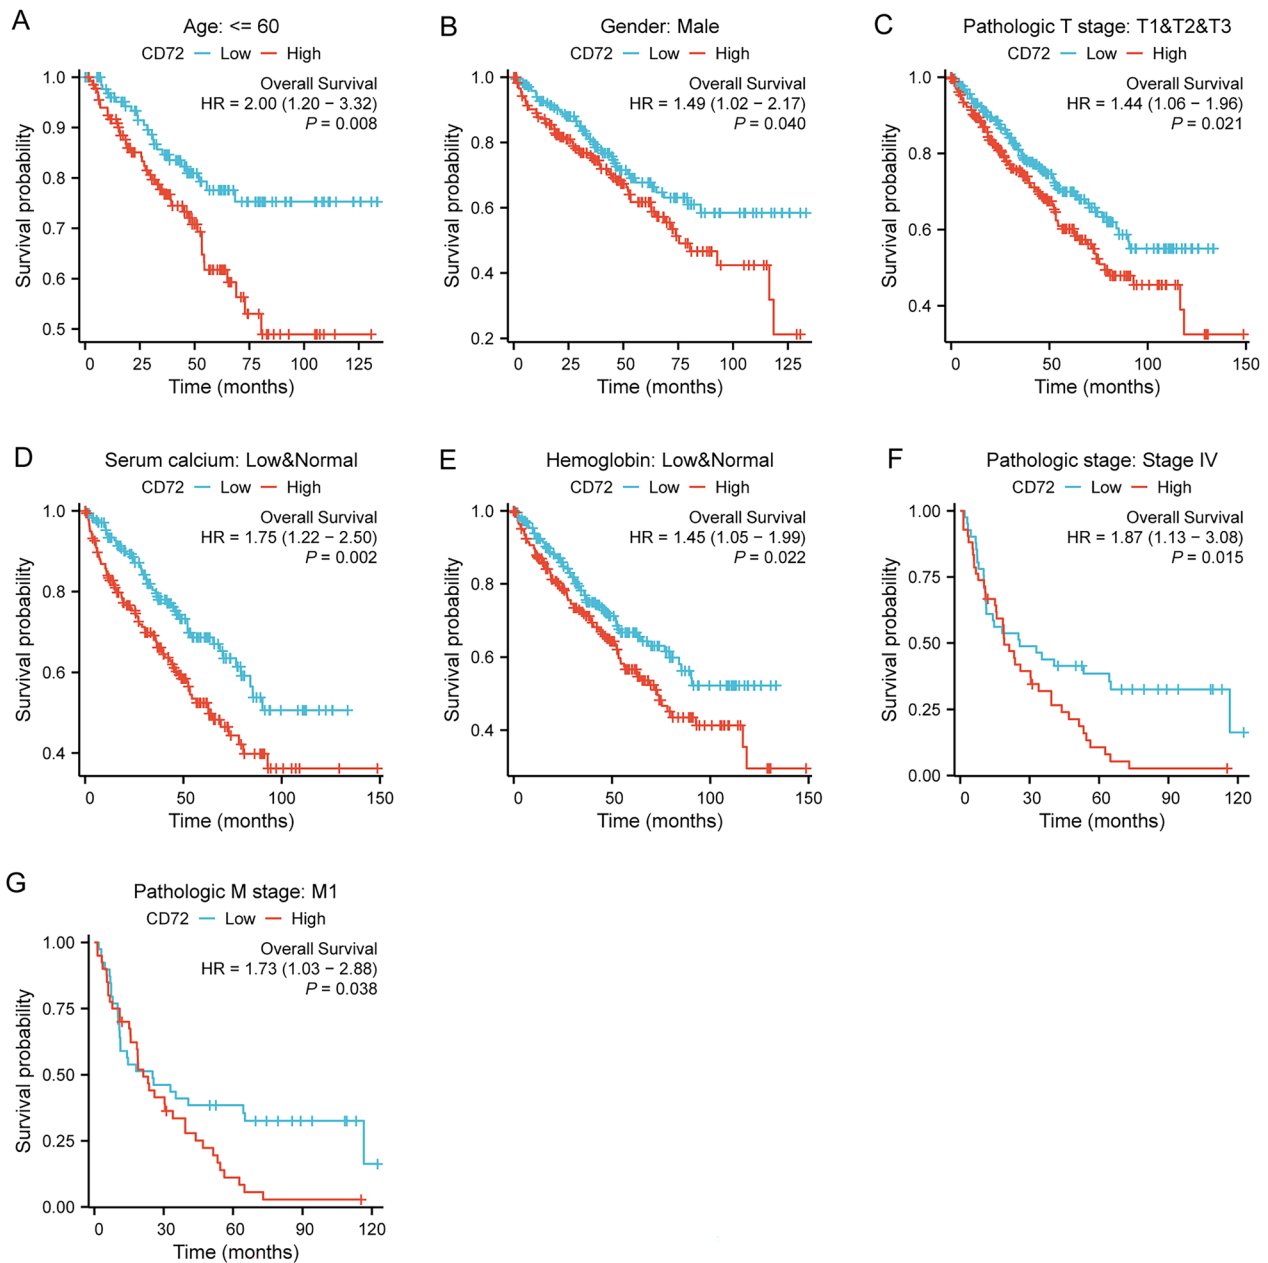 A
Age: <= 60
CD72 Low High
Overall Survival
HR = 2.00 (1.20 − 3.32)
P = 0.008
1.0
0.9
0.8
0.7
0.6
0.5
Survival probability
0 25 50 75 100 125
Time (months)
B
Gender: Male
CD72 Low High
Overall Survival
HR = 1.49 (1.02 − 2.17)
P = 0.040
1.0
0.8
0.6
0.4
0.2
Survival probability
0 25 50 75 100 125
Time (months)
C
Pathologic T stage: T1&T2&T3
CD72 Low High
Overall Survival
HR = 1.44 (1.06 − 1.96)
P = 0.021
1.0
0.8
0.6
0.4
Survival probability
0 50 100 150
Time (months)
D
Serum calcium: Low&Normal
CD72 Low High
Overall Survival
HR = 1.75 (1.22 − 2.50)
P = 0.002
1.0
0.8
0.6
0.4
Survival probability
0 50 100 150
Time (months)
E
Hemoglobin: Low&Normal
CD72 Low High
Overall Survival
HR = 1.45 (1.05 − 1.99)
P = 0.022
1.0
0.8
0.6
0.4
Survival probability
0 50 100 150
Time (months)
F
Pathologic stage: Stage IV
CD72 Low High
Overall Survival
HR = 1.87 (1.13 − 3.08)
P = 0.015
1.00
0.75
0.50
0.25
0.00
Survival probability
0 30 60 90 120
Time (months)
G
Pathologic M stage: M1
CD72 Low High
Overall Survival
HR = 1.73 (1.03 − 2.88)
P = 0.038
1.00
0.75
0.50
0.25
0.00
Survival probability
0 30 60 90 120
Time (months)